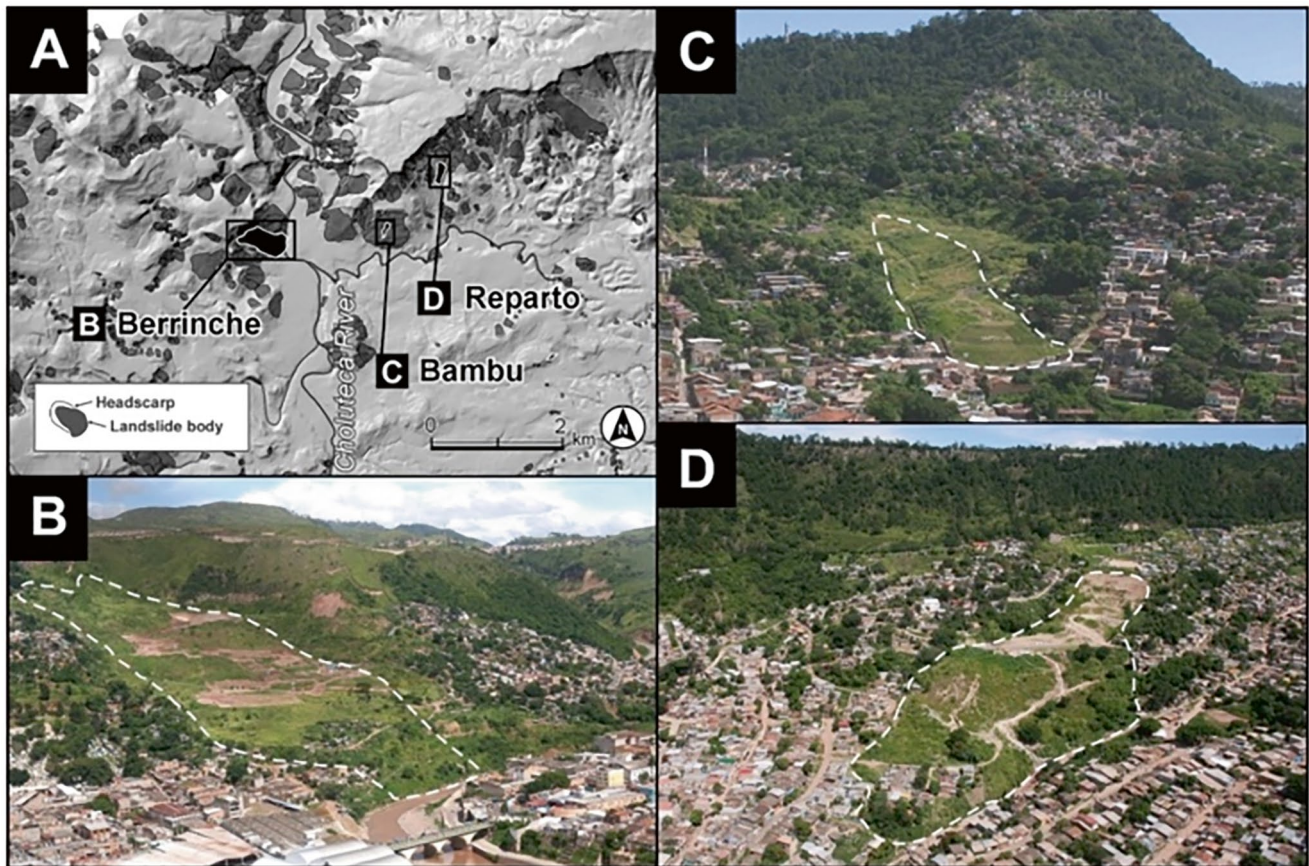 A
B Berrinche
D Reparto
C Bambu
Choluteca River
Headscarp
Landslide body
0 2
km
N
C
B
D